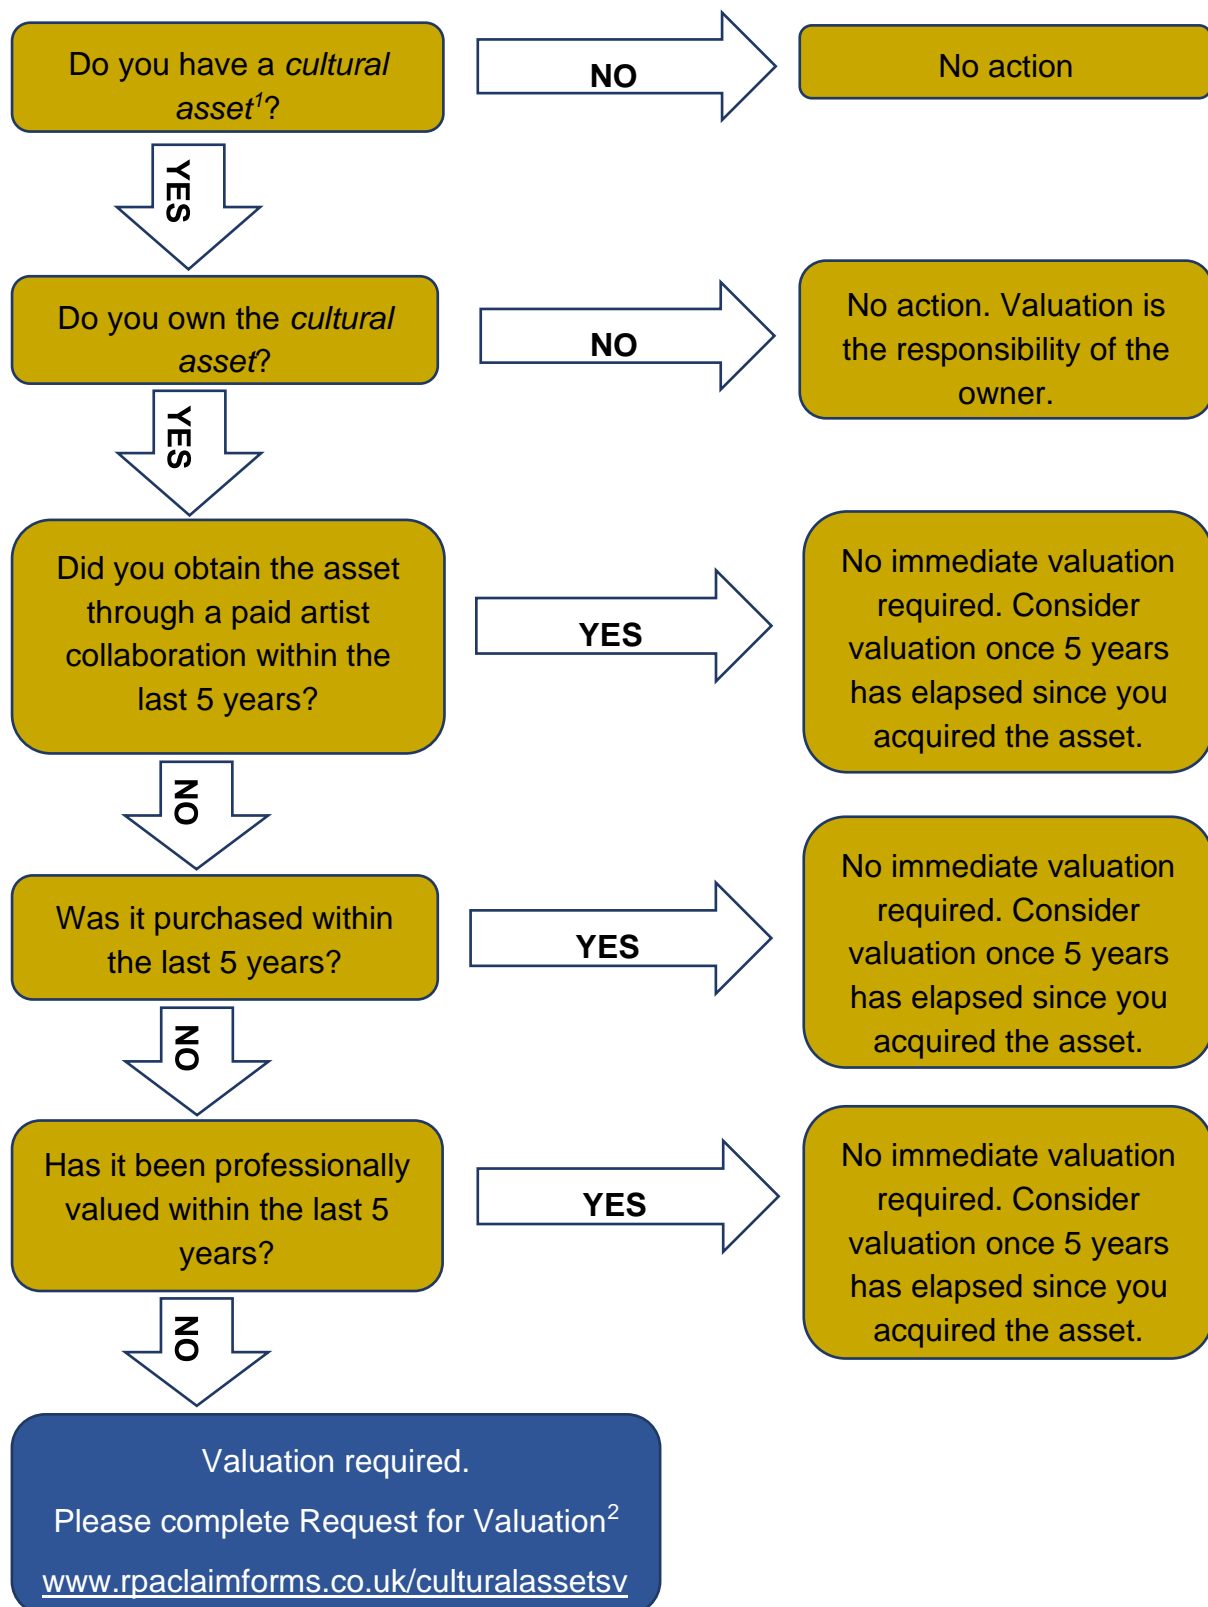 Do you have a cultural
asset1?
NO
No action
YES
Do you own the cultural
asset?
NO
No action. Valuation is
the responsibility of the
owner.
YES
Did you obtain the asset
through a paid artist
collaboration within the
last 5 years?
YES
No immediate valuation
required. Consider
valuation once 5 years
has elapsed since you
acquired the asset.
NO
Was it purchased within
the last 5 years?
YES
No immediate valuation
required. Consider
valuation once 5 years
has elapsed since you
acquired the asset.
NO
Has it been professionally
valued within the last 5
years?
YES
No immediate valuation
required. Consider
valuation once 5 years
has elapsed since you
acquired the asset.
NO
Valuation required.
Please complete Request for Valuation2
www.rpaclaimforms.co.uk/culturalassetsv